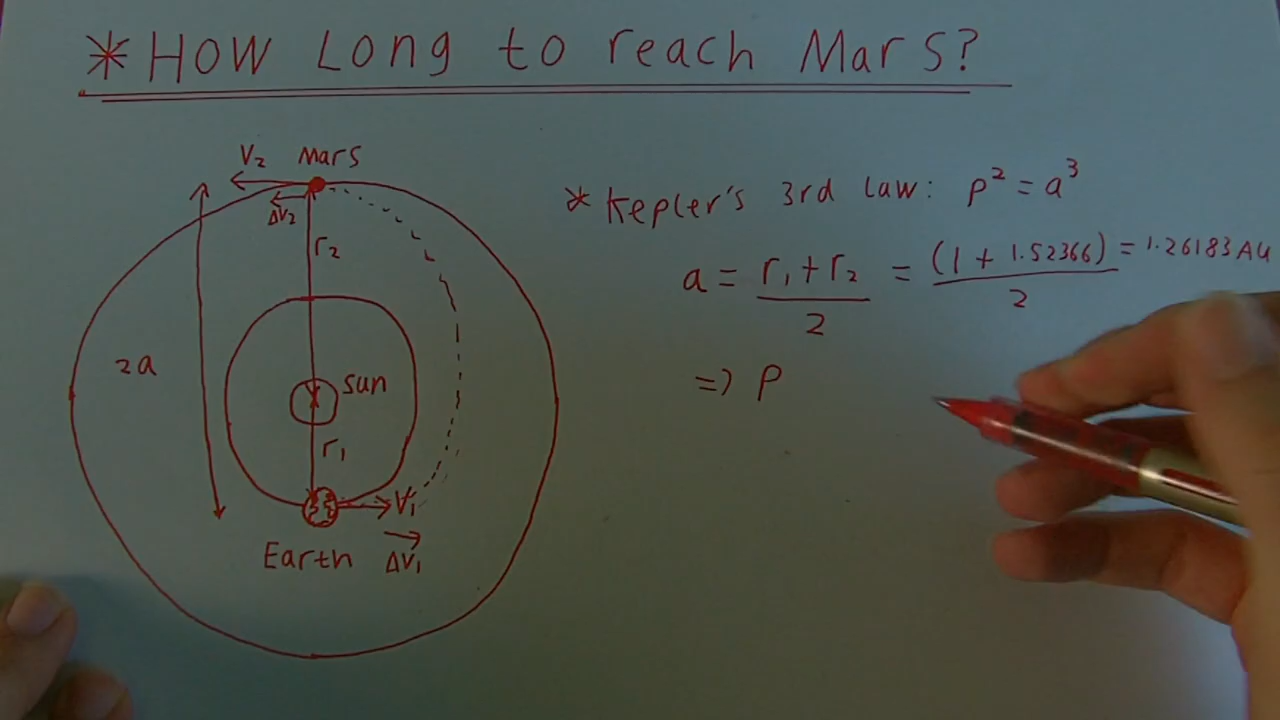 *How Long to reach Mars?
V₂ Mars
ΔV₂
r₂
2a
Sun
r₁
V₁
Earth ΔV₁
* Kepler's 3rd law: p² = a³
a = r₁ + r₂ / 2 = (1 + 1.52366) / 2 = 1.26183 AU
=> P